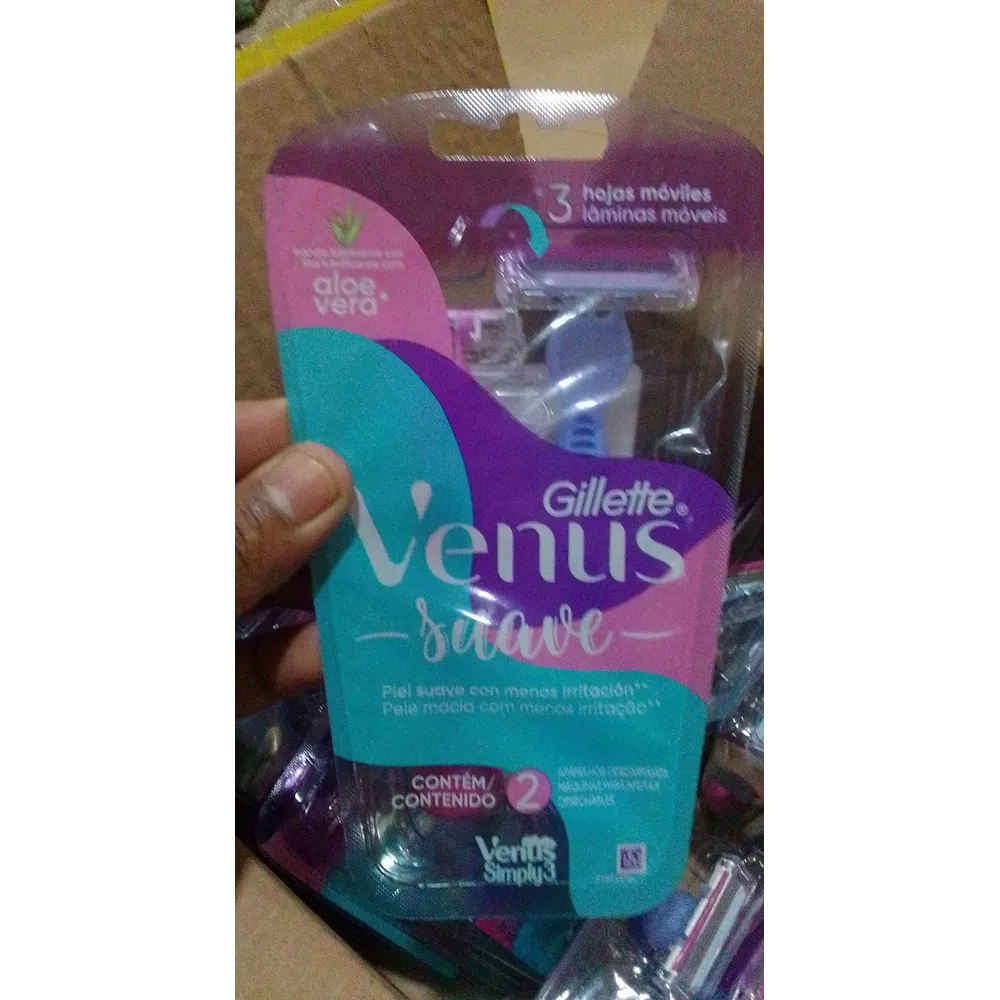 3 hojas móviles
lâminas móveis
aloe
vera*
Gillette®
Venus
suave
Piel suave con menos irritación**
Pele macia com menos irritação**
CONTÉM/
CONTENIDO
2
Venus
Simply3